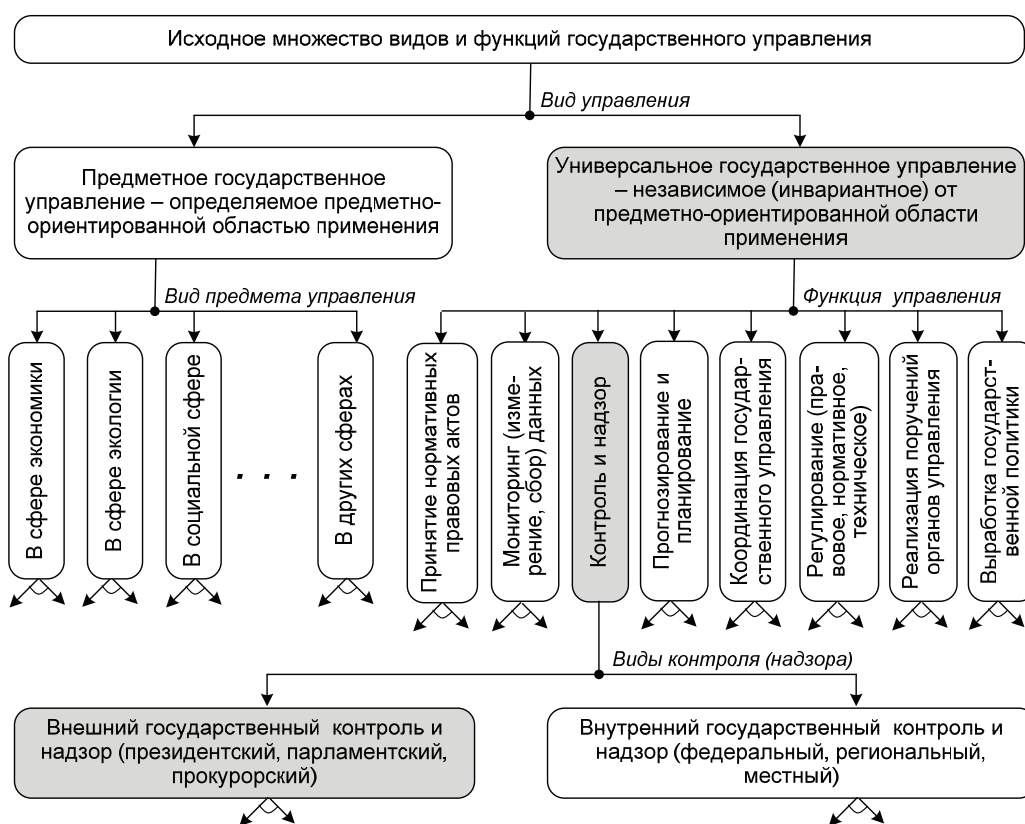 Исходное множество видов и функций государственного управления
Вид управления
Предметное государственное
управление – определяемое предметно-
ориентированной областью применения
Универсальное государственное управление
– независимое (инвариантное) от
предметно-ориентированной области
применения
Вид предмета управления
Функция управления
В сфере экономики
В сфере экологии
В социальной сфере
. . .
В других сферах
Принятие нормативных
правовых актов
Мониторинг (изме-
рение, сбор) данных
Контроль и надзор
Прогнозирование и
планирование
Координация государ-
ственного управления
Регулирование (пра-
вовое, нормативное,
техническое)
Реализация поручений
органов управления
Выработка государст-
венной политики
Виды контроля (надзора)
Внешний государственный контроль и
надзор (президентский, парламентский,
прокурорский)
Внутренний государственный контроль и
надзор (федеральный, региональный,
местный)